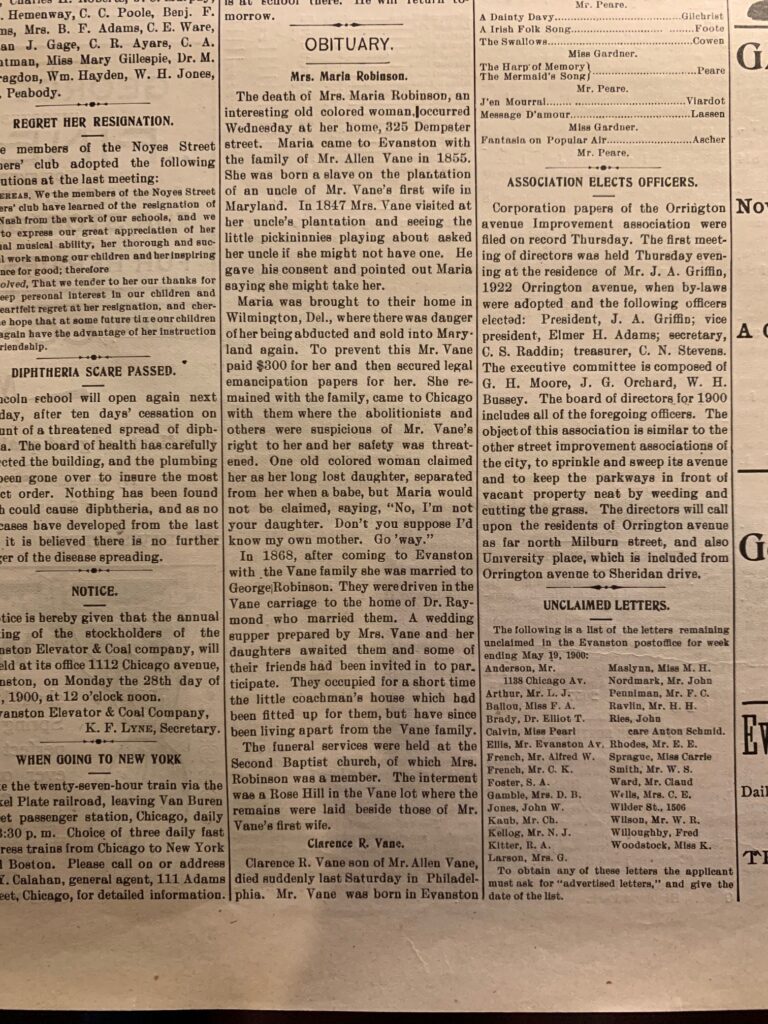 Hemenway, C. C. Poole, Benj. F.
Mrs. B. F. Adams, C. E. Ware,
J. Gage, C. R. Ayars, C. A.
Miss Mary Gillespie, Dr. M.
Wm. Hayden, W. H. Jones,
Peabody.
REGRET HER RESIGNATION.
members of the Noyes Street
club adopted the following
at the last meeting:
We the members of the Noyes Street
club have learned of the resignation of
from the work of our schools, and we
to express our great appreciation of her
musical ability, her thorough and suc-
work among our children and her inspiring
for good; therefore
That we tender to her our thanks for
personal interest in our children and
regret at her resignation, and cher-
hope that at some future time our children
again have the advantage of her instruction
DIPHTHERIA SCARE PASSED.
school will open again next
after ten days' cessation on
of a threatened spread of diph-
The board of health has carefully
the building, and the plumbing
been gone over to insure the most
order. Nothing has been found
could cause diphtheria, and as no
cases have developed from the last
it is believed there is no further
of the disease spreading.
NOTICE.
is hereby given that the annual
of the stockholders of the
Elevator & Coal company, will
at its office 1112 Chicago avenue,
on Monday the 28th day of
1900, at 12 o'clock noon.
Elevator & Coal Company,
K. F. LYNE, Secretary.
WHEN GOING TO NEW YORK
the twenty-seven-hour train via the
Plate railroad, leaving Van Buren
passenger station, Chicago, daily
p. m. Choice of three daily fast
trains from Chicago to New York
Boston. Please call on or address
Calahan, general agent, 111 Adams
Chicago, for detailed information.
is at school there. He will return to-
morrow.
OBITUARY.
Mrs. Maria Robinson.
The death of Mrs. Maria Robinson, an
interesting old colored woman, occurred
Wednesday at her home, 325 Dempster
street. Maria came to Evanston with
the family of Mr. Allen Vane in 1855.
She was born a slave on the plantation
of an uncle of Mr. Vane's first wife in
Maryland. In 1847 Mrs. Vane visited at
her uncle's plantation and seeing the
little pickininnies playing about asked
her uncle if she might not have one. He
gave his consent and pointed out Maria
saying she might take her.
Maria was brought to their home in
Wilmington, Del., where there was danger
of her being abducted and sold into Mary-
land again. To prevent this Mr. Vane
paid $300 for her and then secured legal
emancipation papers for her. She re-
mained with the family, came to Chicago
with them where the abolitionists and
others were suspicious of Mr. Vane's
right to her and her safety was threat-
ened. One old colored woman claimed
her as her long lost daughter, separated
from her when a babe, but Maria would
not be claimed, saying, "No, I'm not
your daughter. Don't you suppose I'd
know my own mother. Go 'way."
In 1868, after coming to Evanston
with the Vane family she was married to
George Robinson. They were driven in the
Vane carriage to the home of Dr. Ray-
mond who married them. A wedding
supper prepared by Mrs. Vane and her
daughters awaited them and some of
their friends had been invited in to par-
ticipate. They occupied for a short time
the little coachman's house which had
been fitted up for them, but have since
been living apart from the Vane family.
The funeral services were held at the
Second Baptist church, of which Mrs.
Robinson was a member. The interment
was a Rose Hill in the Vane lot where the
remains were laid beside those of Mr.
Vane's first wife.
Clarence R. Vane.
Clarence R. Vane son of Mr. Allen Vane,
died suddenly last Saturday in Philadel-
phia. Mr. Vane was born in Evanston
Mr. Peare.
A Dainty Davy....Gilchrist
A Irish Folk Song....Foote
The Swallows....Cowen
Miss Gardner.
The Harp of Memory
The Mermaid's Song} ....Peare
Mr. Peare.
J'en Mourral....Viardot
Message D'amour....Lassen
Miss Gardner.
Fantasia on Popular Air....Ascher
Mr. Peare.
ASSOCIATION ELECTS OFFICERS.
Corporation papers of the Orrington
avenue Improvement association were
filed on record Thursday. The first meet-
ing of directors was held Thursday even-
ing at the residence of Mr. J. A. Griffin,
1922 Orrington avenue, when by-laws
were adopted and the following officers
elected: President, J. A. Griffin; vice
president, Elmer H. Adams; secretary,
C. S. Raddin; treasurer, C. N. Stevens.
The executive committee is composed of
G. H. Moore, J. G. Orchard, W. H.
Bussey. The board of directors for 1900
includes all of the foregoing officers. The
object of this association is similar to the
other street improvement associations of
the city, to sprinkle and sweep its avenue
and to keep the parkways in front of
vacant property neat by weeding and
cutting the grass. The directors will call
upon the residents of Orrington avenue
as far north Milburn street, and also
University place, which is included from
Orrington avenue to Sheridan drive.
UNCLAIMED LETTERS.
The following is a list of the letters remaining
unclaimed in the Evanston postoffice for week
ending May 19, 1900:
Anderson, Mr.
1138 Chicago Av.
Arthur, Mr. L. J.
Ballou, Miss F. A.
Brady, Dr. Elliot T.
Calvin, Miss Pearl
Ellis, Mr. Evanston Av.
French, Mr. Alfred W.
French, Mr. C. K.
Foster, S. A.
Gamble, Mrs. D. B.
Jones, John W.
Kaub, Mr. Ch.
Kellog, Mr. N. J.
Kitter, R. A.
Larson, Mrs. G.
Maslynn, Miss M. H.
Nordmark, Mr. John
Penniman, Mr. F. C.
Ravlin, Mr. H. H.
Ries, John
care Anton Schmid.
Rhodes, Mr. E. E.
Sprague, Miss Carrie
Smith, Mr. W. S.
Ward, Mr. Claud
Wells, Mrs. C. E.
Wilder St., 1506
Wilson, Mr. W. R.
Willoughby, Fred
Woodstock, Miss K.
To obtain any of these letters the applicant
must ask for "advertised letters," and give the
date of the list.